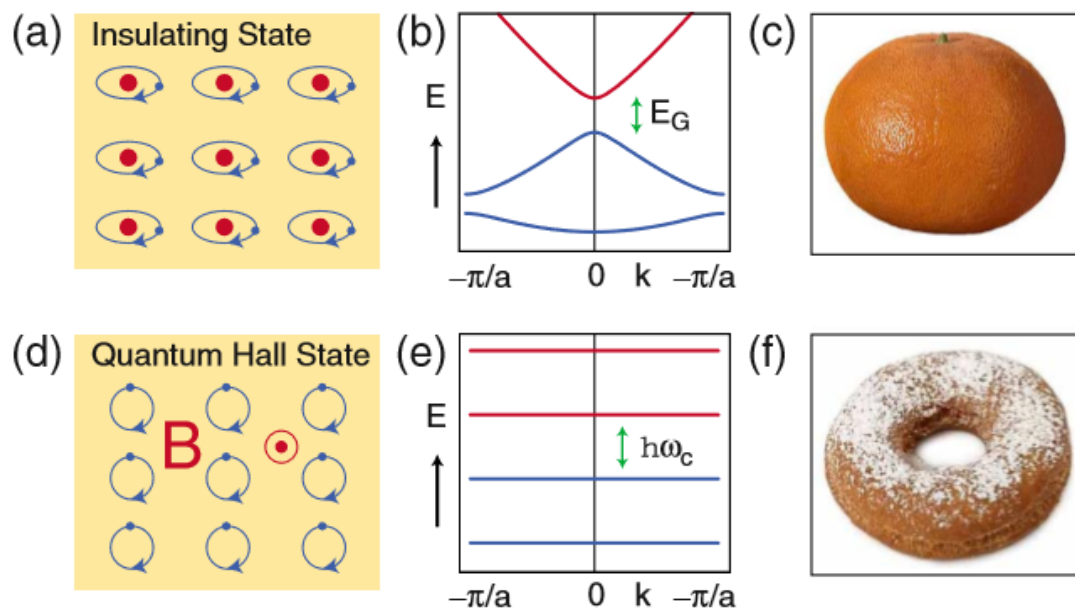 (a) Insulating State
(b)
E
E_G
−π/a 0 k −π/a
(c)
(d) Quantum Hall State
B
(e)
E
hω_c
−π/a 0 k −π/a
(f)